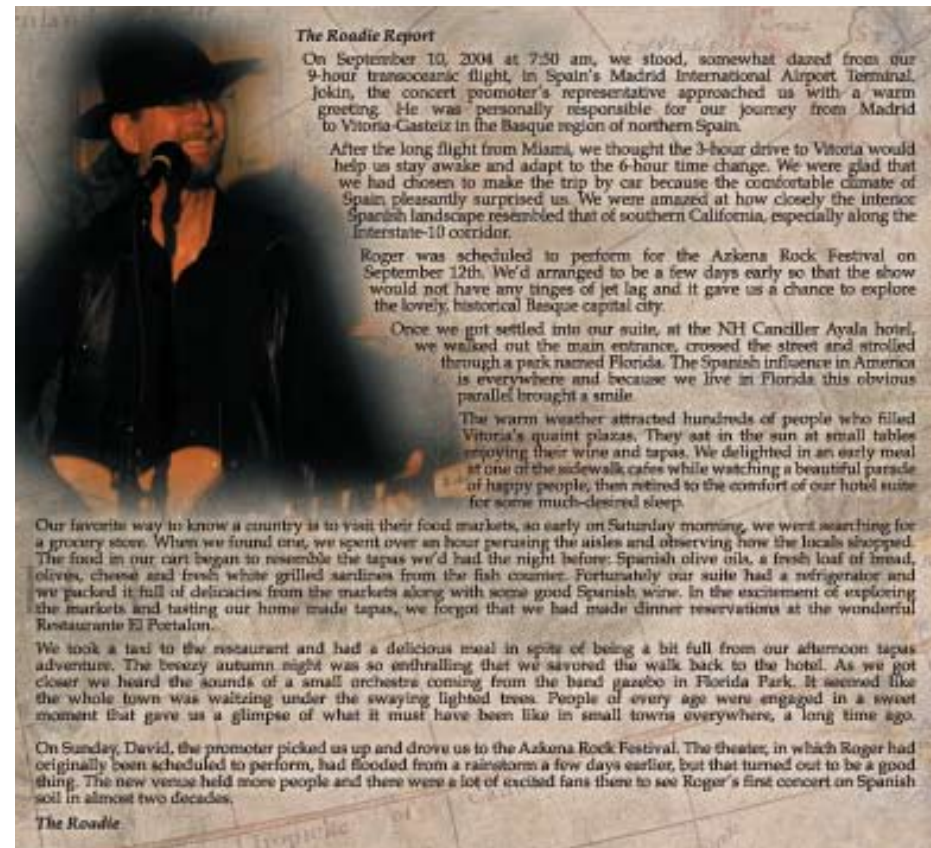 The Roadie Report
On September 10, 2004 at 7:50 am, we stood, somewhat dazed from our
9-hour transoceanic flight, in Spain's Madrid International Airport Terminal.
Jokin, the concert promoter's representative approached us with a warm
greeting. He was personally responsible for our journey from Madrid
to Vitoria-Gasteiz in the Basque region of northern Spain.
After the long flight from Miami, we thought the 3-hour drive to Vitoria would
help us stay awake and adapt to the 6-hour time change. We were glad that
we had chosen to make the trip by car because the comfortable climate of
Spain pleasantly surprised us. We were amazed at how closely the interior
Spanish landscape resembled that of southern California, especially along the
Interstate-10 corridor.
Roger was scheduled to perform for the Azkena Rock Festival on
September 12th. We'd arranged to be a few days early so that the show
would not have any tinges of jet lag and it gave us a chance to explore
the lovely, historical Basque capital city.
Once we got settled into our suite, at the NH Canciller Ayala hotel,
we walked out the main entrance, crossed the street and strolled
through a park named Florida. The Spanish influence in America
is everywhere and because we live in Florida this obvious
parallel brought a smile.
The warm weather attracted hundreds of people who filled
Vitoria's quaint plazas. They sat in the sun at small tables
enjoying their wine and tapas. We delighted in an early meal
at one of the sidewalk cafes while watching a beautiful parade
of happy people, then retired to the comfort of our hotel suite
for some much-desired sleep.
Our favorite way to know a country is to visit their food markets, so early on Saturday morning, we went searching for
a grocery store. When we found one, we spent over an hour perusing the aisles and observing how the locals shopped.
The food in our cart began to resemble the tapas we'd had the night before: Spanish olive oils, a fresh loaf of bread,
olives, cheese and fresh white grilled sardines from the fish counter. Fortunately our suite had a refrigerator and
we packed it full of delicacies from the markets along with some good Spanish wine. In the excitement of exploring
the markets and tasting our home made tapas, we forgot that we had made dinner reservations at the wonderful
Restaurante El Portalon.
We took a taxi to the restaurant and had a delicious meal in spite of being a bit full from our afternoon tapas
adventure. The breezy autumn night was so enthralling that we savored the walk back to the hotel. As we got
closer we heard the sounds of a small orchestra coming from the band gazebo in Florida Park. It seemed like
the whole town was waltzing under the swaying lighted trees. People of every age were engaged in a sweet
moment that gave us a glimpse of what it must have been like in small towns everywhere, a long time ago.
On Sunday, David, the promoter picked us up and drove us to the Azkena Rock Festival. The theater, in which Roger had
originally been scheduled to perform, had flooded from a rainstorm a few days earlier, but that turned out to be a good
thing. The new venue held more people and there were a lot of excited fans there to see Roger's first concert on Spanish
soil in almost two decades.
The Roadie